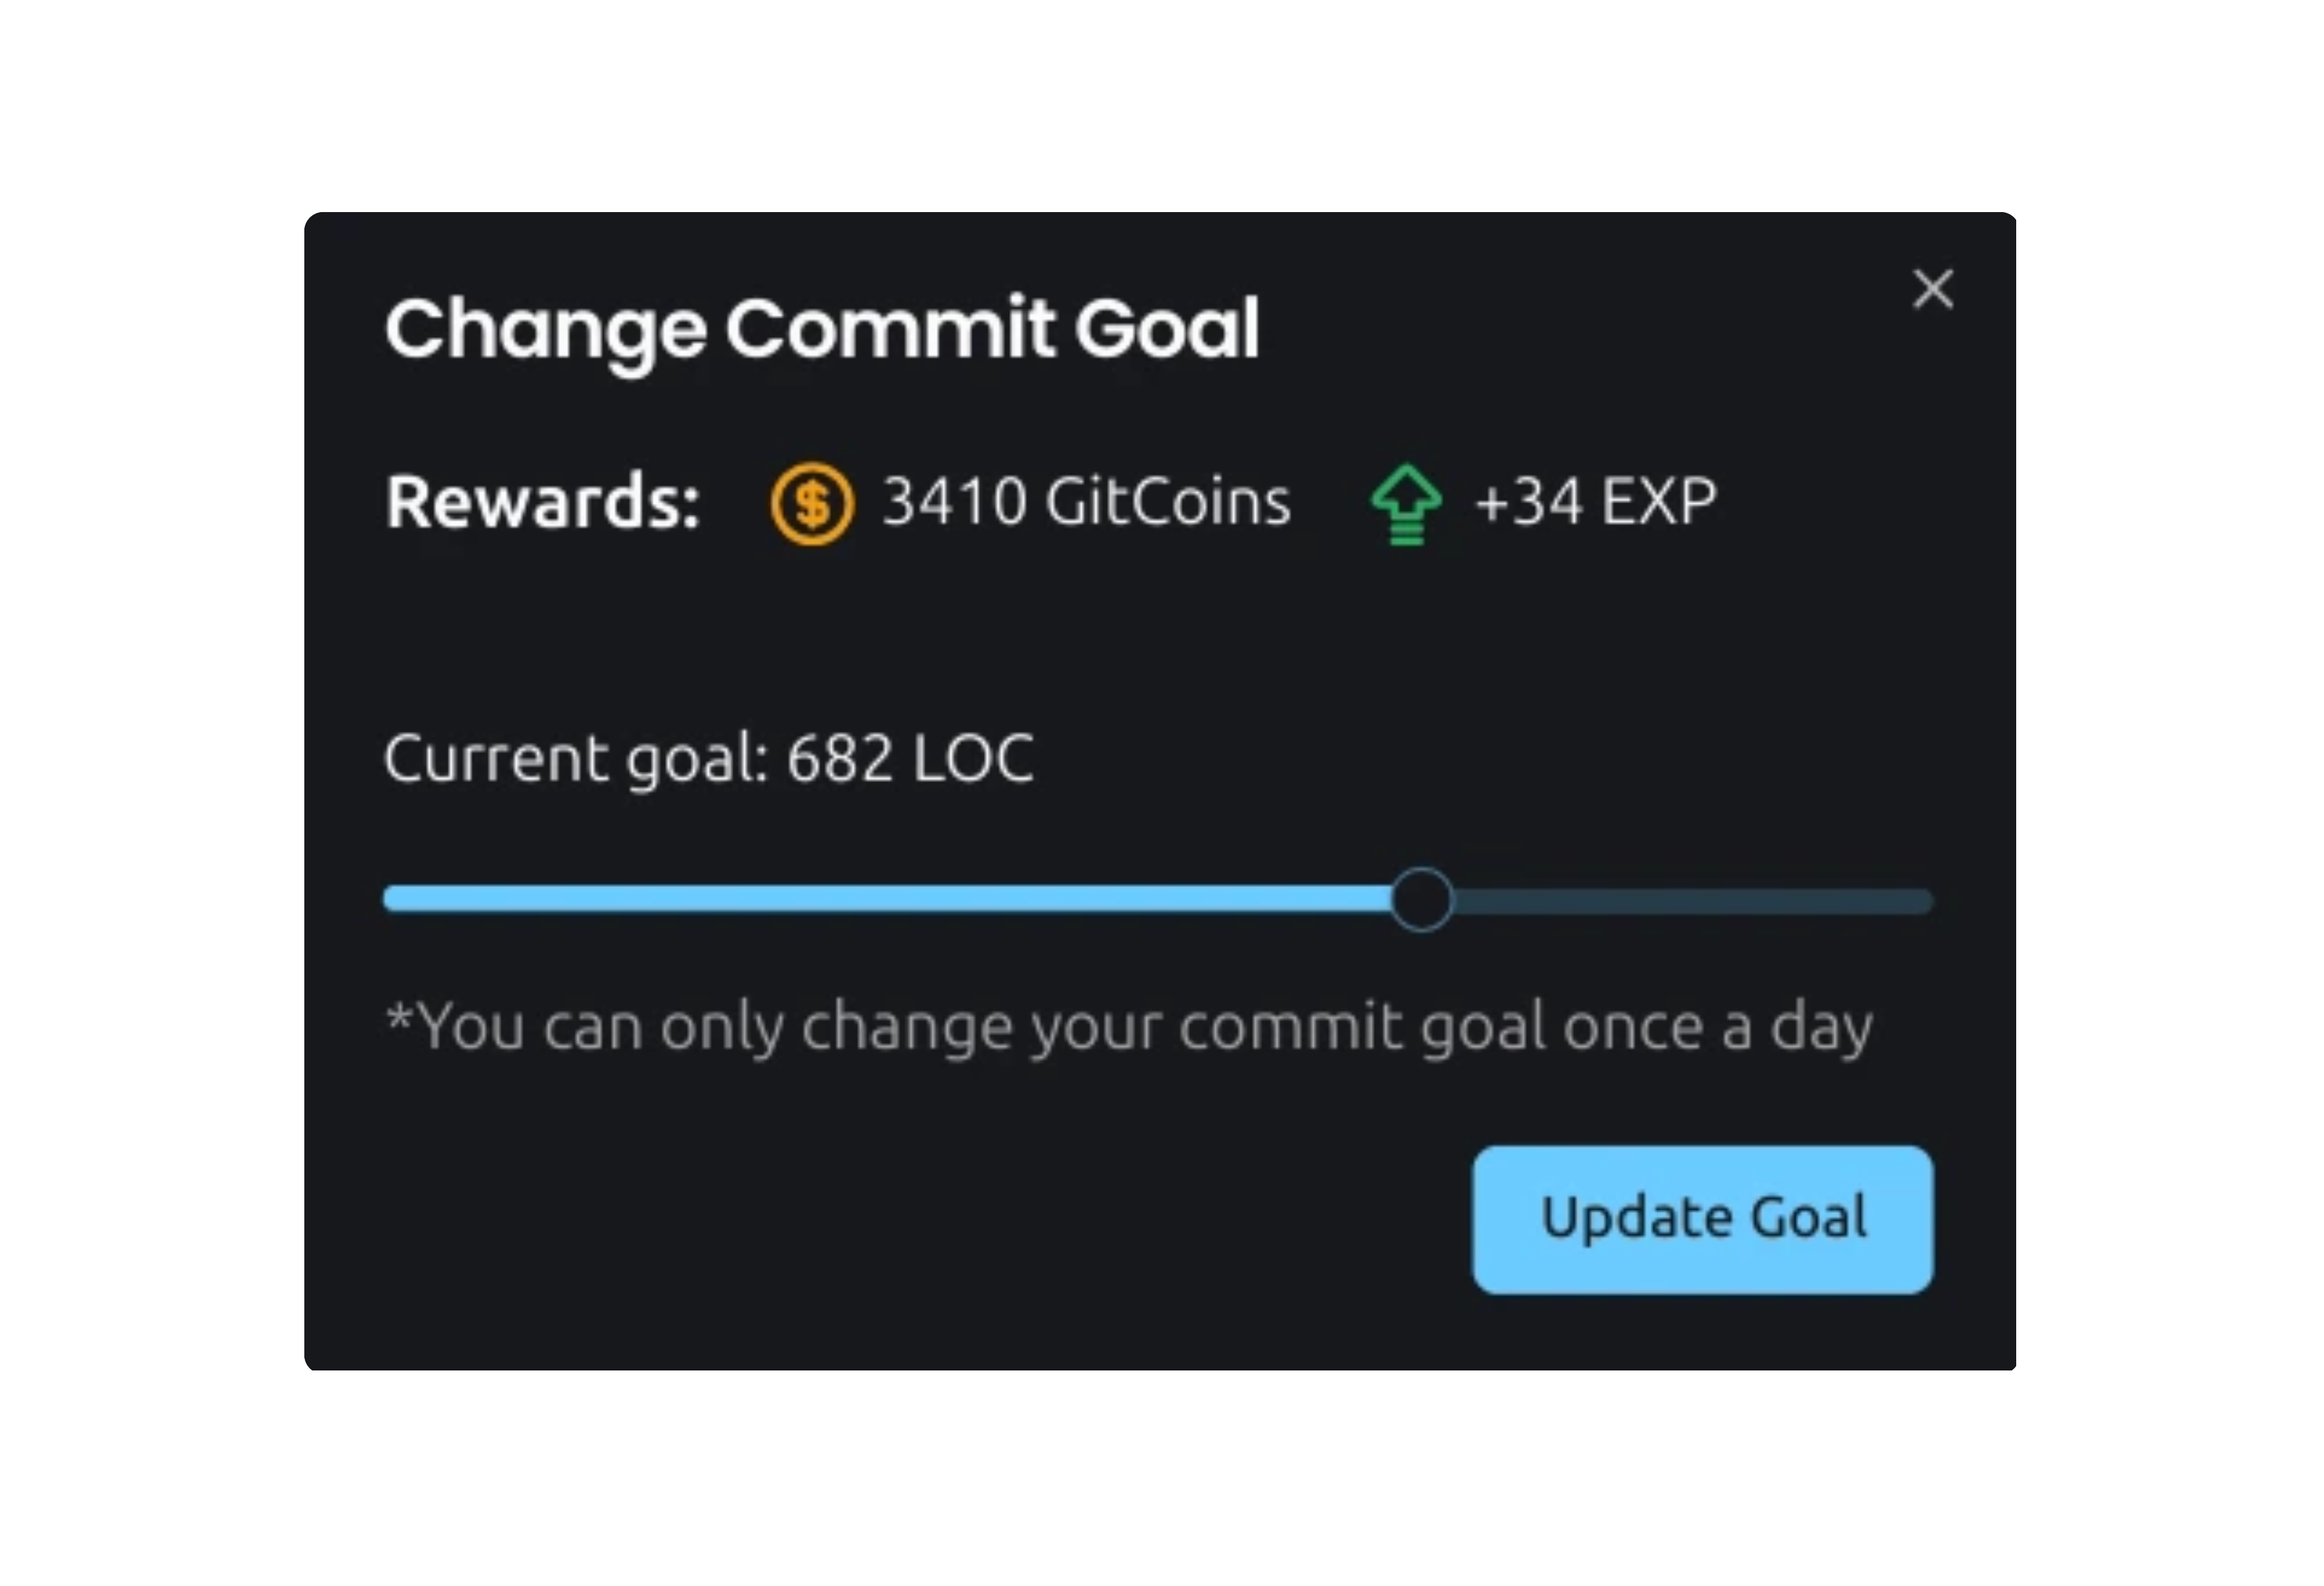 Change Commit Goal
Rewards: 3410 GitCoins +34 EXP
Current goal: 682 LOC
*You can only change your commit goal once a day
Update Goal